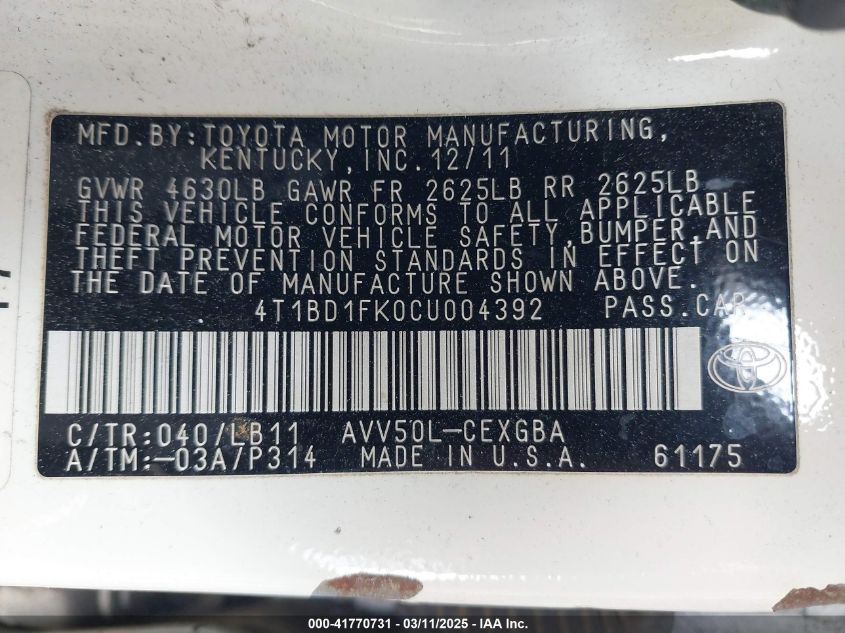 MFD.BY:TOYOTA MOTOR MANUFACTURING,
KENTUCKY,INC.12/11
GVWR 4630LB GAWR FR 2625LB RR 2625LB
THIS VEHICLE CONFORMS TO ALL APPLICABLE
FEDERAL MOTOR VEHICLE SAFETY,BUMPER,AND
THEFT PREVENTION STANDARDS IN EFFECT ON
THE DATE OF MANUFACTURE SHOWN ABOVE.
4T1BD1FK0CU004392 PASS.CAR
C/TR:040/LB11 AVV50L-CEXGBA
A/TM:-03A/P314 MADE IN U.S.A. 61175
000-41770731 - 03/11/2025 - IAA Inc.